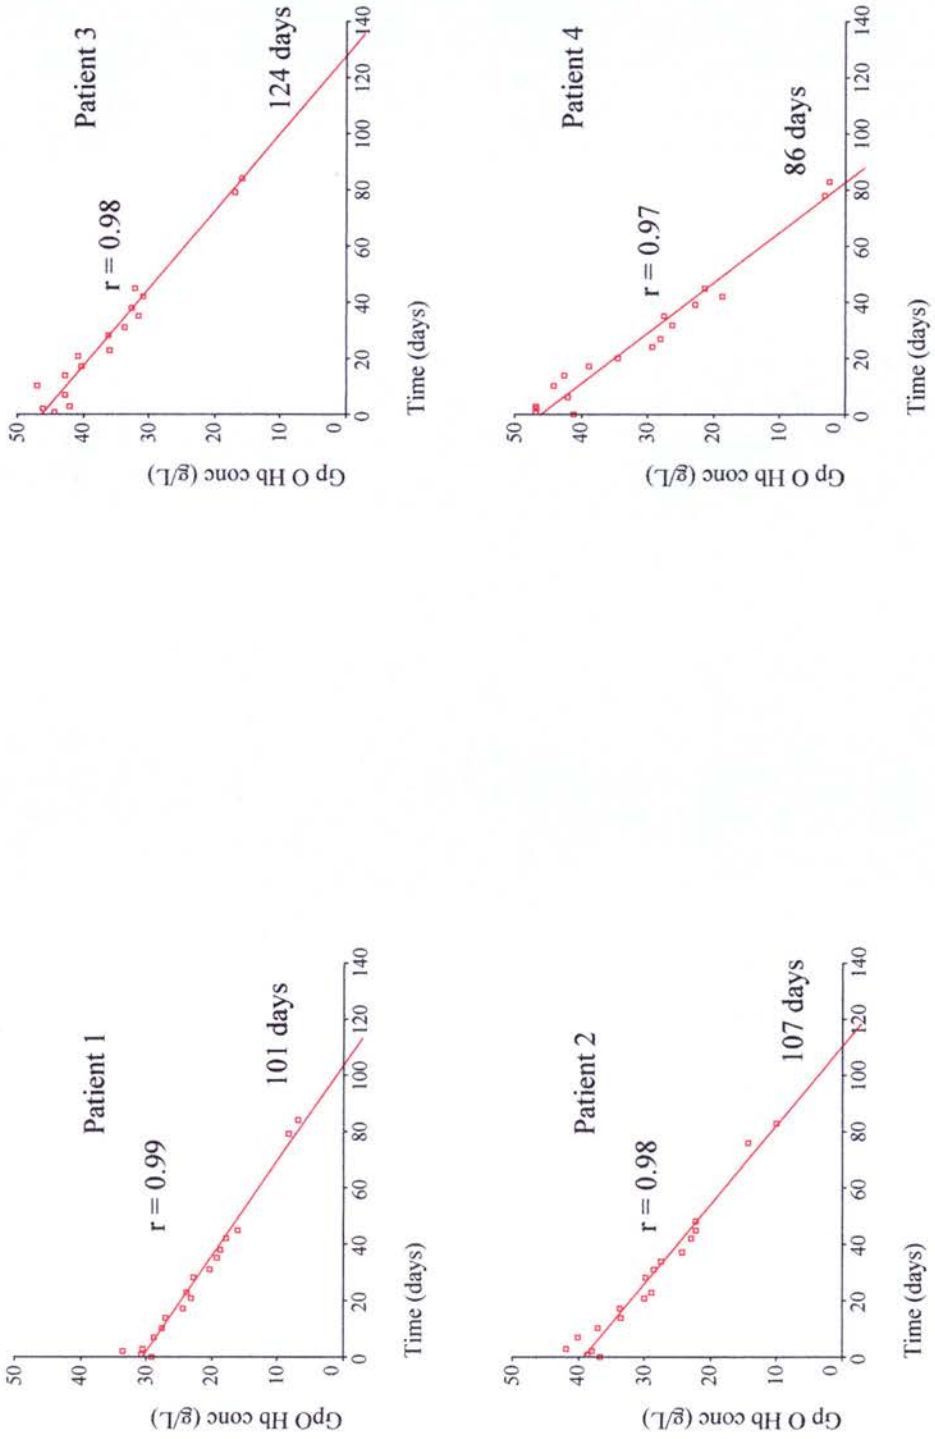 Patient 1
r = 0.99
101 days
GpO Hb conc (g/L)
50
40
30
20
10
0
0 20 40 60 80 100 120 140
Time (days)
Patient 3
r = 0.98
124 days
Gp O Hb conc (g/L)
50
40
30
20
10
0
0 20 40 60 80 100 120 140
Time (days)
Patient 2
r = 0.98
107 days
Gp O Hb conc (g/L)
50
40
30
20
10
0
0 20 40 60 80 100 120 140
Time (days)
Patient 4
r = 0.97
86 days
Gp O Hb conc (g/L)
50
40
30
20
10
0
0 20 40 60 80 100 120 140
Time (days)